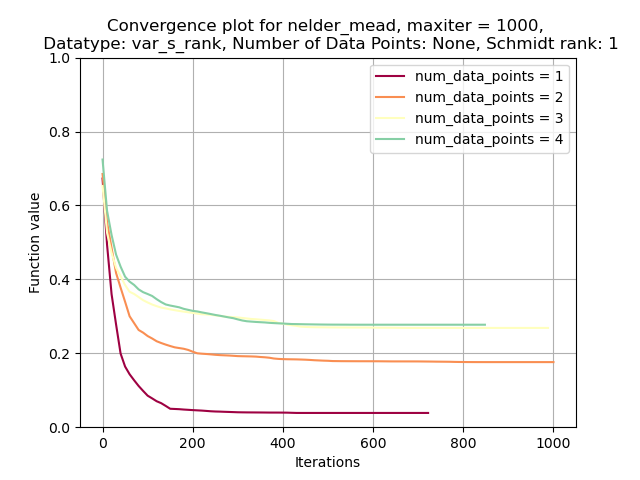 Convergence plot for nelder_mead, maxiter = 1000,
Datatype: var_s_rank, Number of Data Points: None, Schmidt rank: 1
num_data_points = 1
num_data_points = 2
num_data_points = 3
num_data_points = 4
Function value
1.0
0.8
0.6
0.4
0.2
0.0
0 200 400 600 800 1000
Iterations